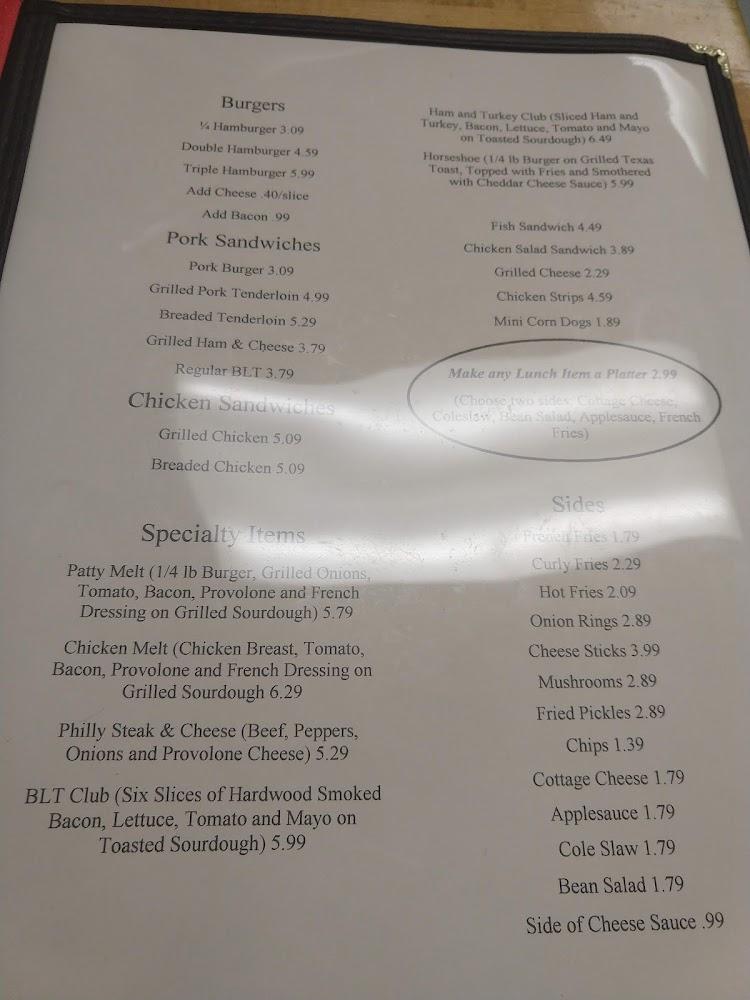 Burgers
¼ Hamburger 3.09
Double Hamburger 4.59
Triple Hamburger 5.99
Add Cheese .40/slice
Add Bacon .99
Pork Sandwiches
Pork Burger 3.09
Grilled Pork Tenderloin 4.99
Breaded Tenderloin 5.29
Grilled Ham & Cheese 3.79
Regular BLT 3.79
Chicken Sandwiches
Grilled Chicken 5.09
Breaded Chicken 5.09
Specialty Items
Patty Melt (1/4 lb Burger, Grilled Onions,
Tomato, Bacon, Provolone and French
Dressing on Grilled Sourdough) 5.79
Chicken Melt (Chicken Breast, Tomato,
Bacon, Provolone and French Dressing on
Grilled Sourdough 6.29
Philly Steak & Cheese (Beef, Peppers,
Onions and Provolone Cheese) 5.29
BLT Club (Six Slices of Hardwood Smoked
Bacon, Lettuce, Tomato and Mayo on
Toasted Sourdough) 5.99
Ham and Turkey Club (Sliced Ham and
Turkey, Bacon, Lettuce, Tomato and Mayo
on Toasted Sourdough) 6.49
Horseshoe (1/4 lb Burger on Grilled Texas
Toast, Topped with Fries and Smothered
with Cheddar Cheese Sauce) 5.99
Fish Sandwich 4.49
Chicken Salad Sandwich 3.89
Grilled Cheese 2.29
Chicken Strips 4.59
Mini Corn Dogs 1.89
Make any Lunch Item a Platter 2.99
(Choose two sides: Cottage Cheese,
Coleslaw, Bean Salad, Applesauce, French
Fries)
Sides
French Fries 1.79
Curly Fries 2.29
Hot Fries 2.09
Onion Rings 2.89
Cheese Sticks 3.99
Mushrooms 2.89
Fried Pickles 2.89
Chips 1.39
Cottage Cheese 1.79
Applesauce 1.79
Cole Slaw 1.79
Bean Salad 1.79
Side of Cheese Sauce .99